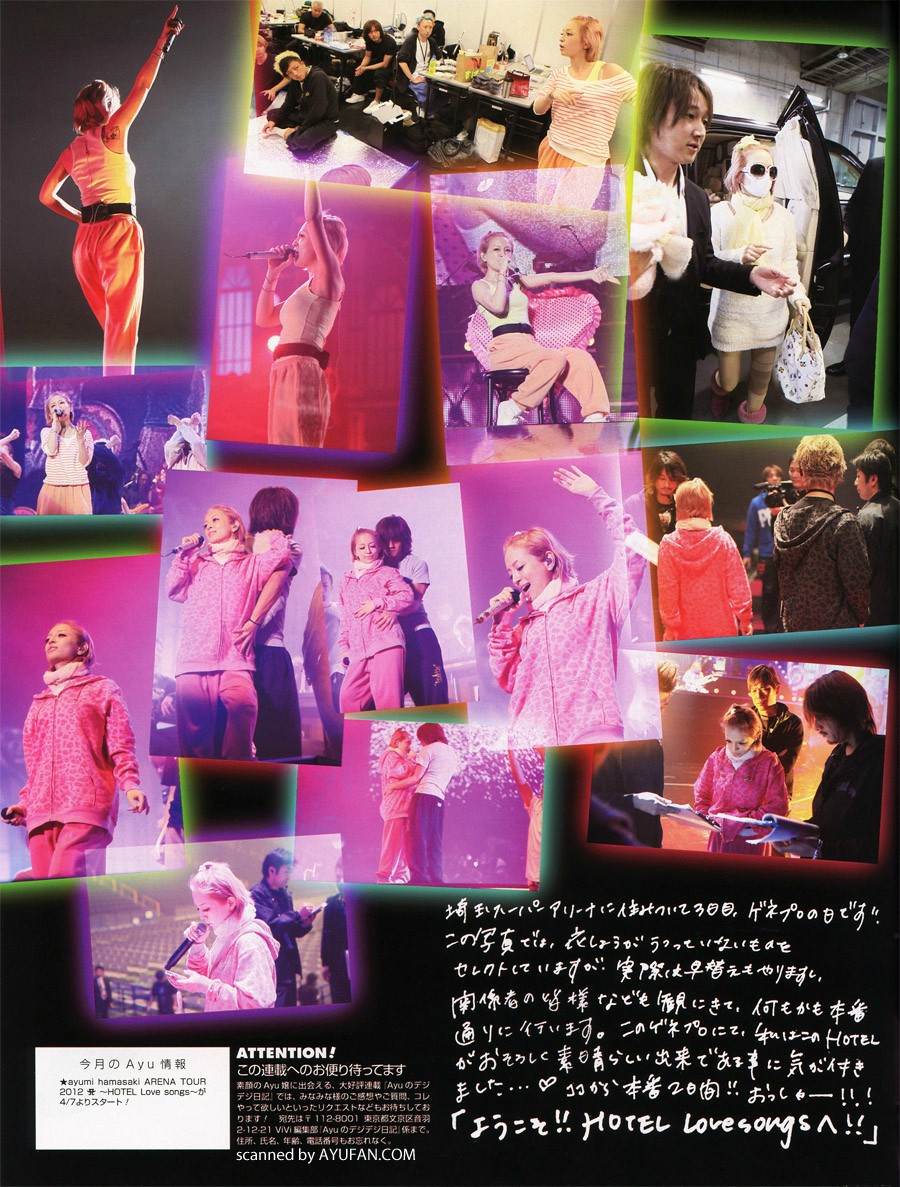 埼玉スーパーアリーナに住みついて3日目、ゲネプロの日です!!
この写真では、衣しょうがうつっていないものを
セレクトしていますが、実際は早替えもやりますし、
関係者の皆様なども観にきて、何もかも本番
通りに行います。このゲネプロにて、私はこのHOTEL
がおそろしく素晴らしい出来である事に気が付き
ました…♡ ココから本番2日間!! おっしゃー!!!
「ようこそ!! HOTEL Lovesongsへ!!」
今月のAyu情報
★ayumi hamasaki ARENA TOUR
2012 A 〜HOTEL Love songs〜が
4/7よりスタート!
ATTENTION!
この連載へのお便り待ってます
素顔のAyu嬢に出会える、大好評連載『Ayuのデジ
デジ日記』では、みなみな様のご感想やご質問、コレ
やって欲しいといったリクエストなどもお待ちしてお
ります! 宛先は〒112-8001 東京都文京区音羽
2-12-21 ViVi編集部『Ayuのデジデジ日記』係まで。
住所、氏名、年齢、電話番号もお忘れなく。
scanned by AYUFAN.COM